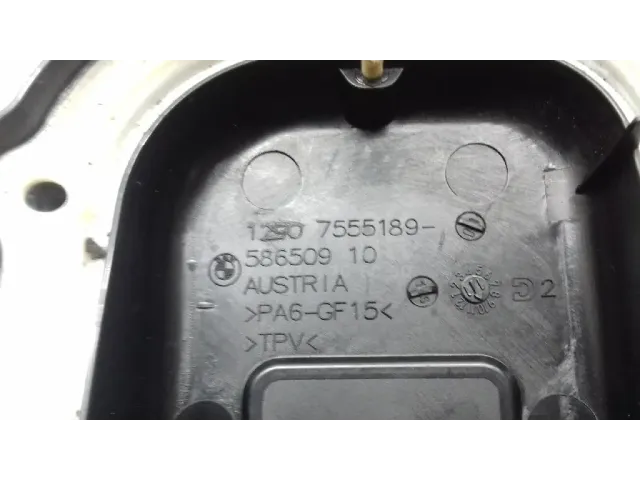 1290 7555189-
586509 10
AUSTRIA
>PA6-GF15<
>TPV<
2